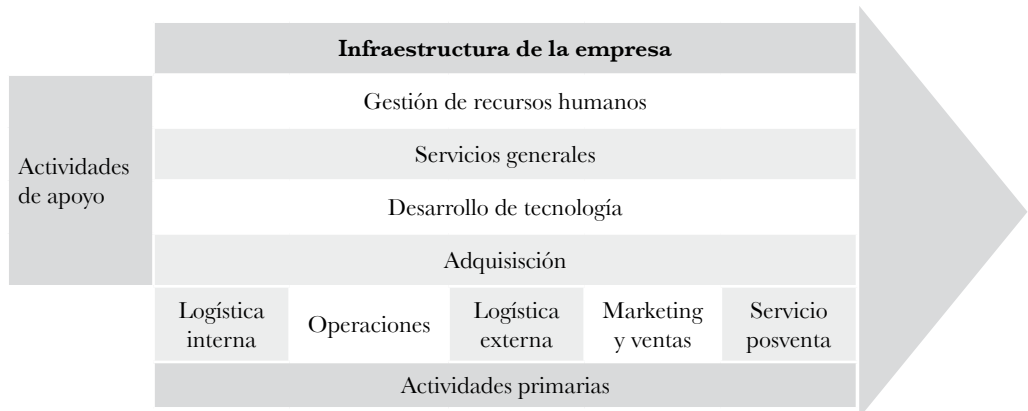 Infraestructura de la empresa
Gestión de recursos humanos
Actividades
de apoyo
Servicios generales
Desarrollo de tecnología
Adquisisción
Logística
interna
Operaciones
Logística
externa
Marketing
y ventas
Servicio
posventa
Actividades primarias